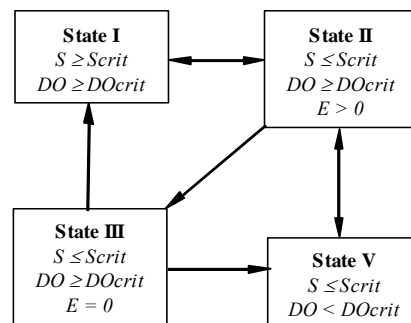 State I
S ≥ Scrit
DO ≥ DOcrit
State II
S ≤ Scrit
DO ≥ DOcrit
E > 0
State III
S ≤ Scrit
DO ≥ DOcrit
E = 0
State V
S ≤ Scrit
DO < DOcrit